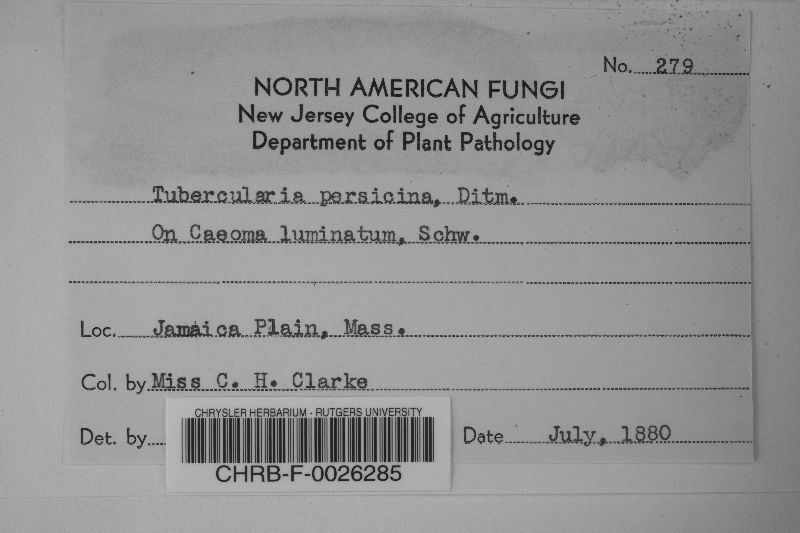 No. 279
NORTH AMERICAN FUNGI
New Jersey College of Agriculture
Department of Plant Pathology
Tubercularia persicina, Ditm.
On Caeoma luminatum, Schw.
Loc. Jamaica Plain, Mass.
Col. by Miss C. H. Clarke
Det. by
Date July, 1880
CHRYSLER HERBARIUM - RUTGERS UNIVERSITY
CHRB-F-0026285